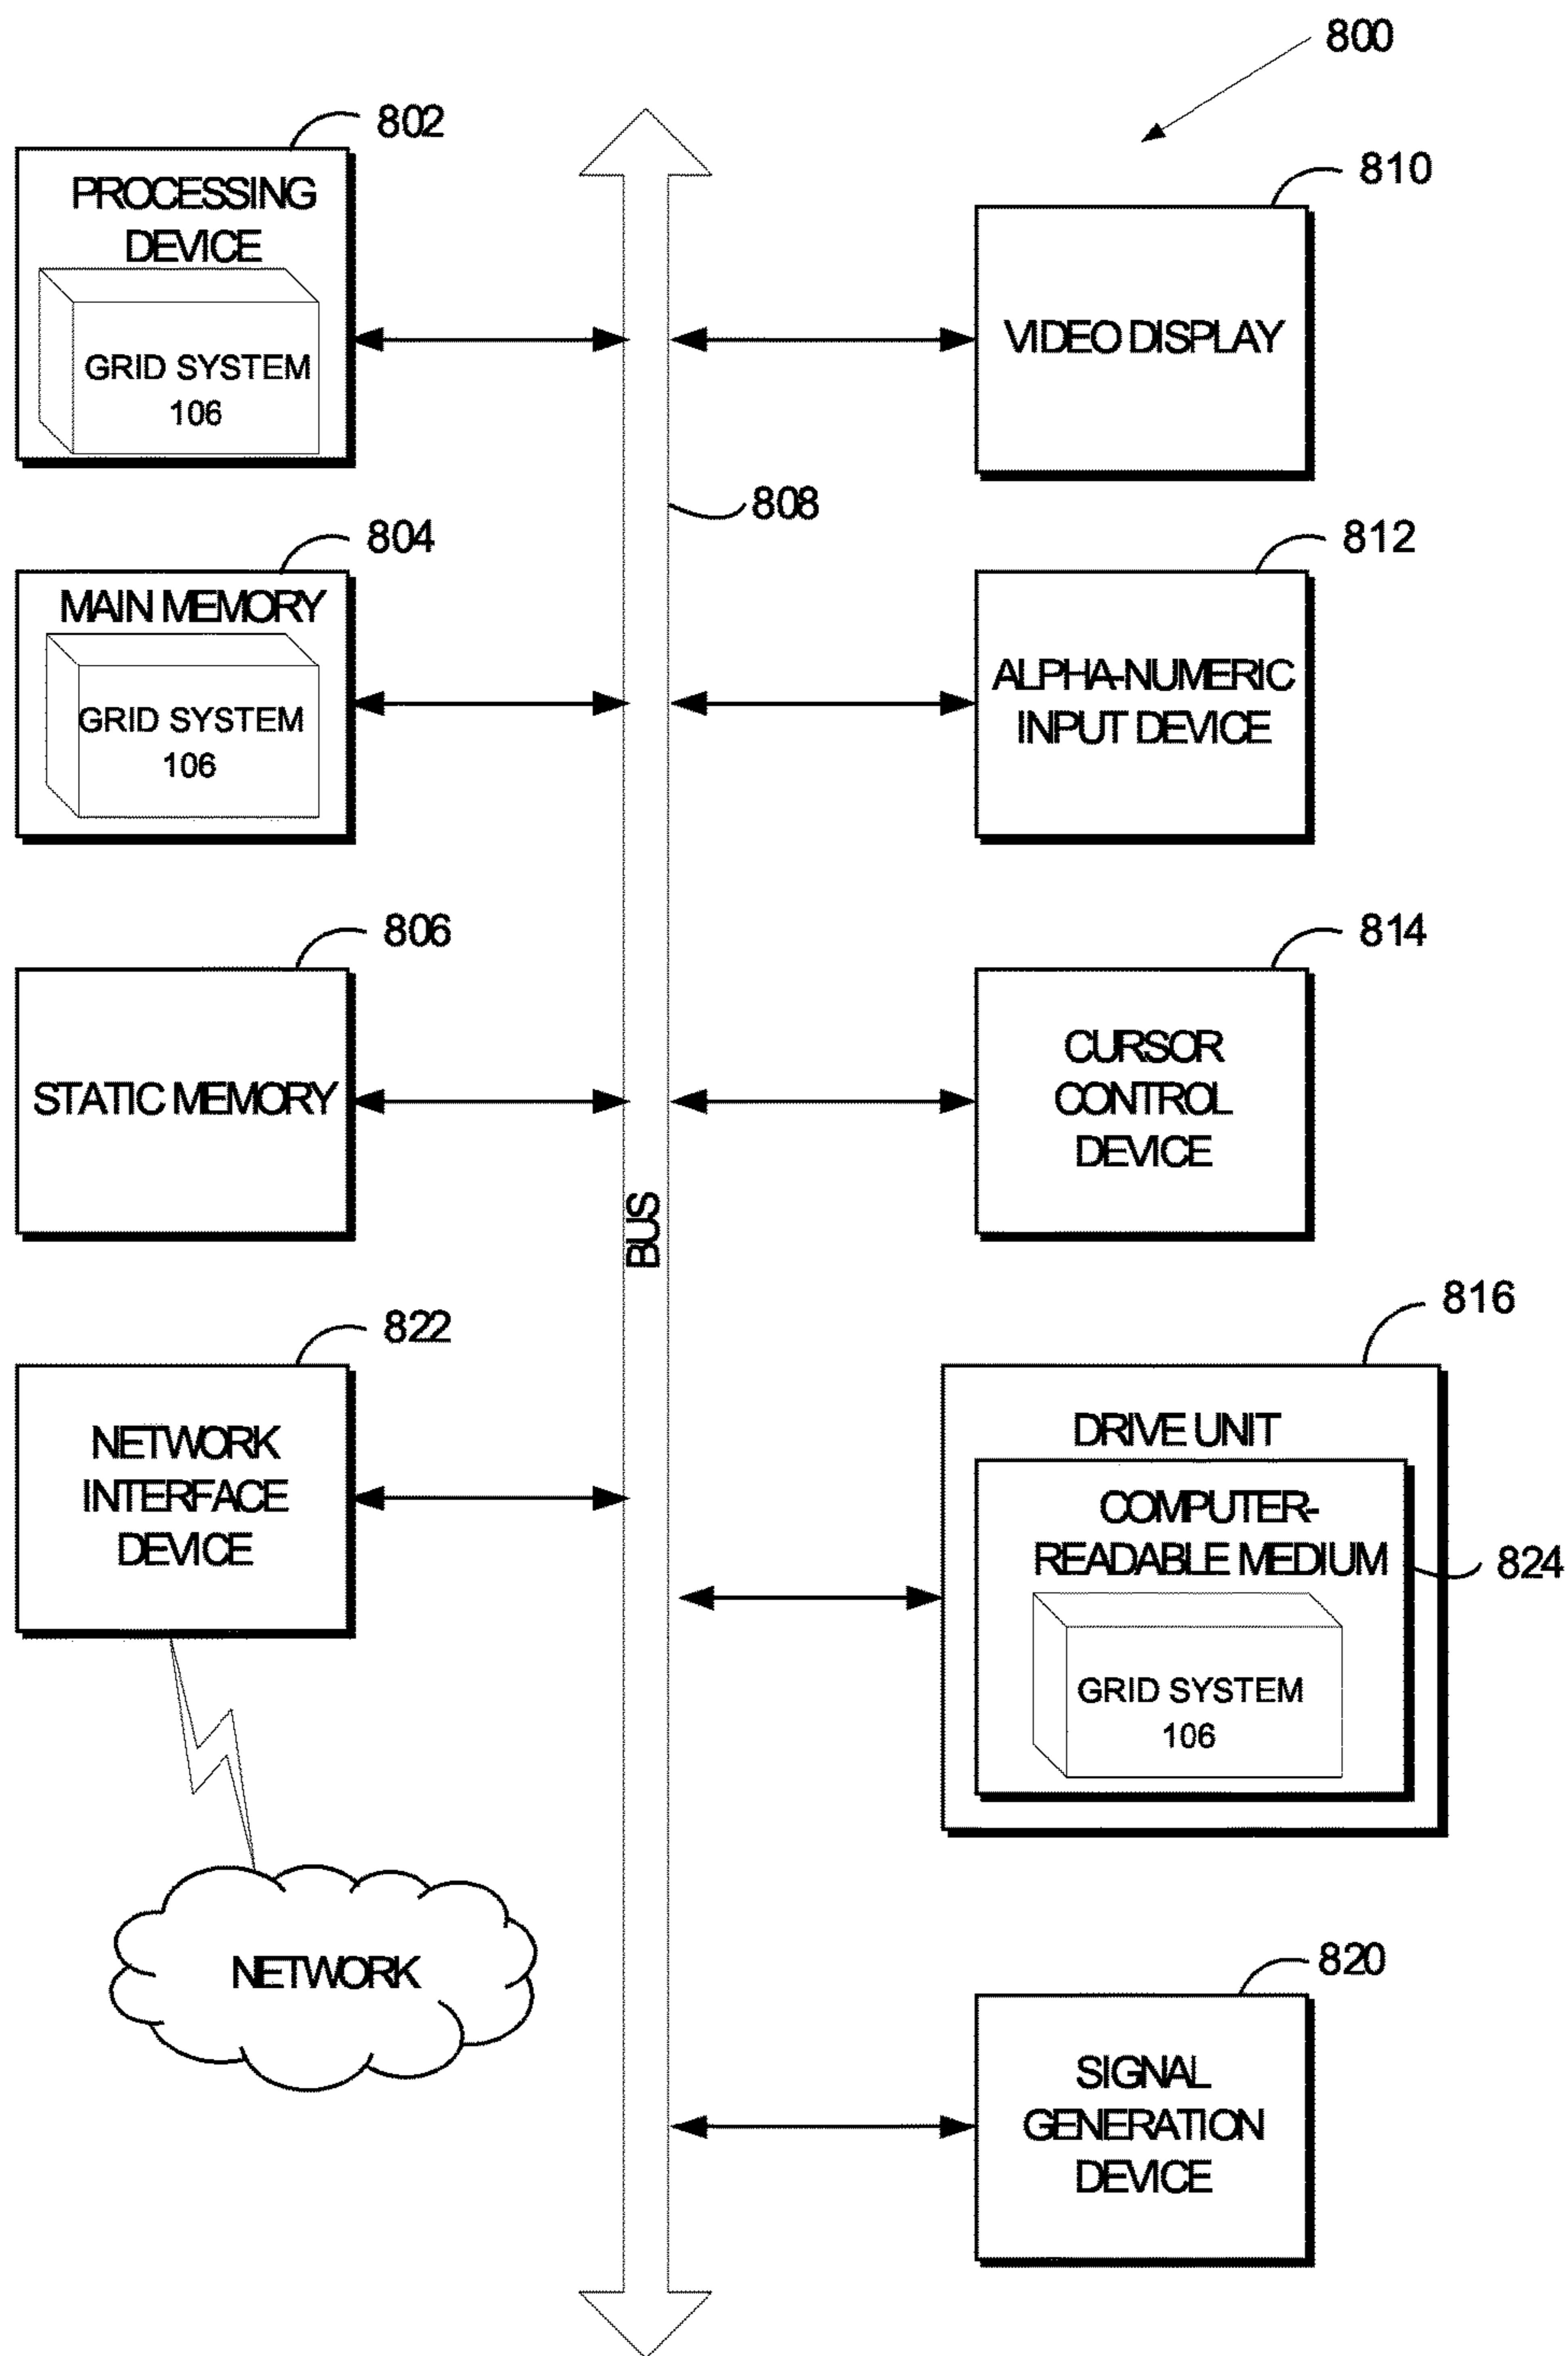 800
802
PROCESSING
DEVICE
GRID SYSTEM
106
810
VIDEO DISPLAY
808
804
MAIN MEMORY
GRID SYSTEM
106
812
ALPHA-NUMERIC
INPUT DEVICE
806
STATIC MEMORY
814
CURSOR
CONTROL
DEVICE
BUS
822
NETWORK
INTERFACE
DEVICE
816
DRIVE UNIT
COMPUTER-
READABLE MEDIUM
824
GRID SYSTEM
106
NETWORK
820
SIGNAL
GENERATION
DEVICE